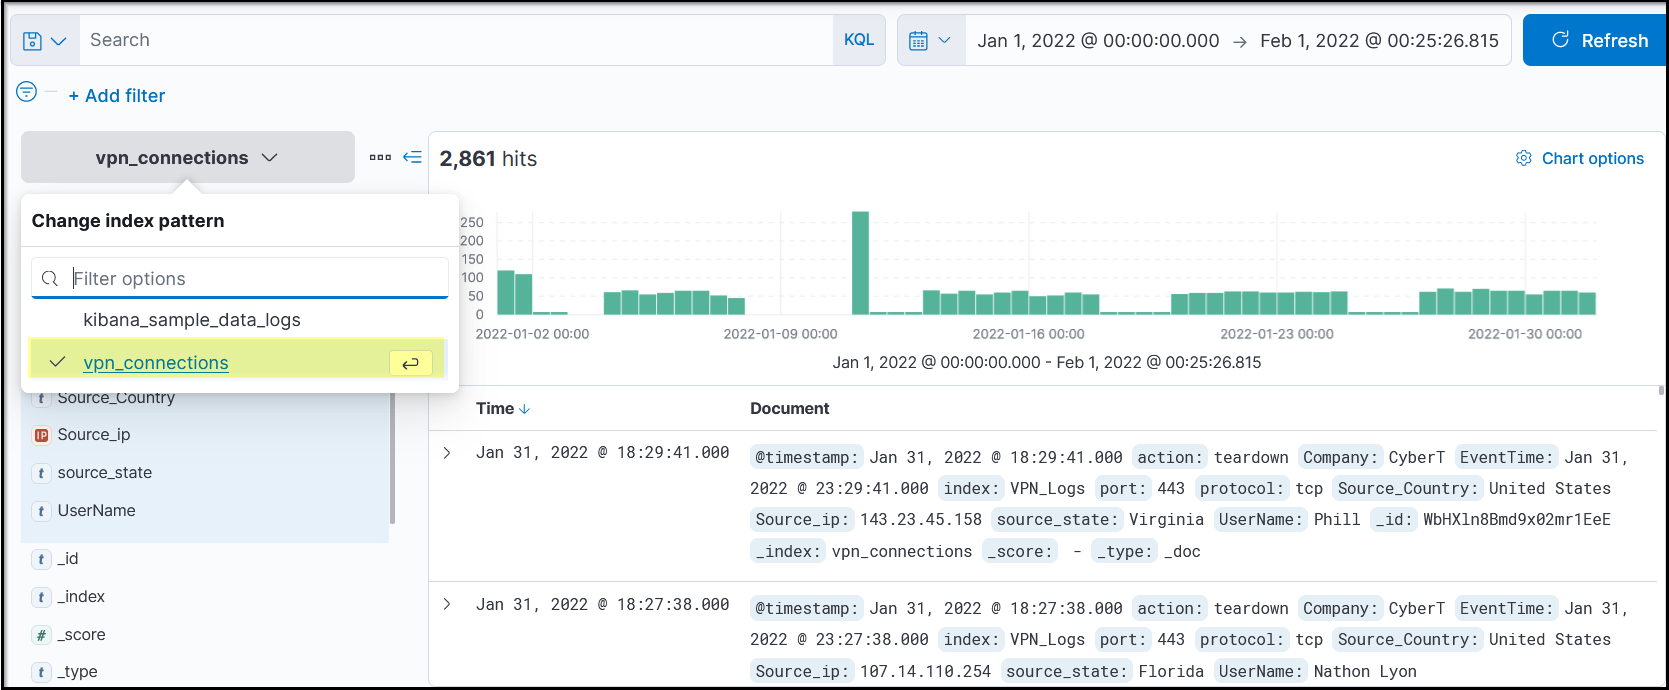 Search
KQL
Jan 1, 2022 @ 00:00:00.000 → Feb 1, 2022 @ 00:25:26.815
Refresh
+ Add filter
vpn_connections
Change index pattern
Filter options
kibana_sample_data_logs
vpn_connections
Source_Country
Source_ip
source_state
UserName
_id
_index
_score
_type
2,861 hits
Chart options
250
200
150
100
50
0
2022-01-02 00:00 2022-01-09 00:00 2022-01-16 00:00 2022-01-23 00:00 2022-01-30 00:00
Jan 1, 2022 @ 00:00:00.000 - Feb 1, 2022 @ 00:25:26.815
Time ↓ Document
Jan 31, 2022 @ 18:29:41.000 @timestamp: Jan 31, 2022 @ 18:29:41.000 action: teardown Company: CyberT EventTime: Jan 31,
2022 @ 23:29:41.000 index: VPN_Logs port: 443 protocol: tcp Source_Country: United States
Source_ip: 143.23.45.158 source_state: Virginia UserName: Phill _id: WbHXln8Bmd9x02mr1EeE
_index: vpn_connections _score: - _type: _doc
Jan 31, 2022 @ 18:27:38.000 @timestamp: Jan 31, 2022 @ 18:27:38.000 action: teardown Company: CyberT EventTime: Jan 31,
2022 @ 23:27:38.000 index: VPN_Logs port: 443 protocol: tcp Source_Country: United States
Source_ip: 107.14.110.254 source_state: Florida UserName: Nathon Lyon